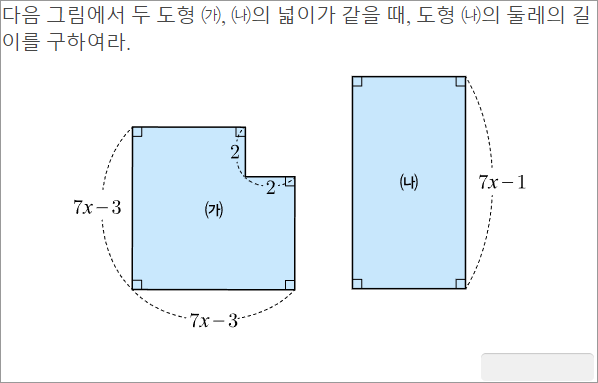 다음 그림에서 두 도형 ㈎, ㈏의 넓이가 같을 때, 도형 ㈏의 둘레의 길
이를 구하여라.
2
2
7x-3
㈎
7x-3
㈏
7x-1